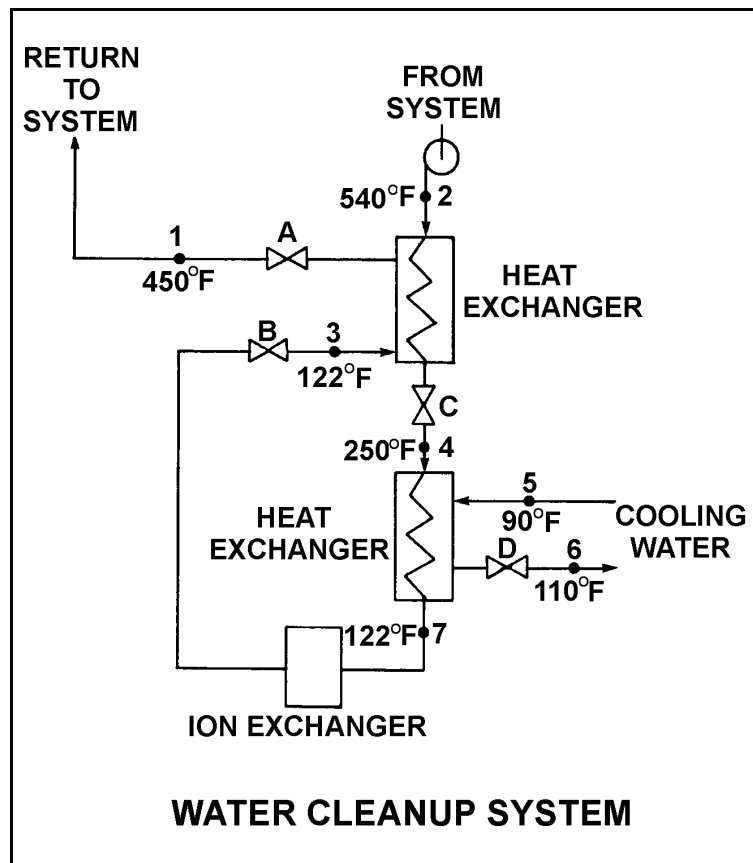 RETURN
TO
SYSTEM
FROM
SYSTEM
540°F 2
1
A
450°F
HEAT
EXCHANGER
B
3
122°F
C
250°F 4
HEAT
EXCHANGER
5
90°F
COOLING
WATER
D
6
110°F
122°F 7
ION EXCHANGER
WATER CLEANUP SYSTEM